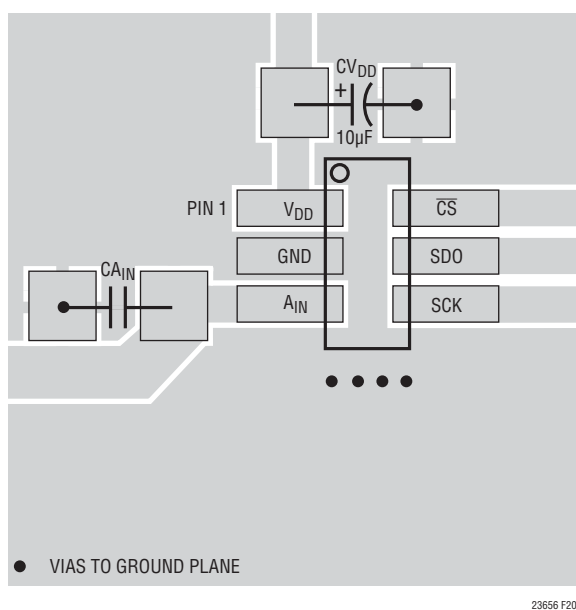 CVDD
+
10µF
PIN 1
VDD
CS
GND
SDO
CAIN
AIN
SCK
VIAS TO GROUND PLANE
23656 F20